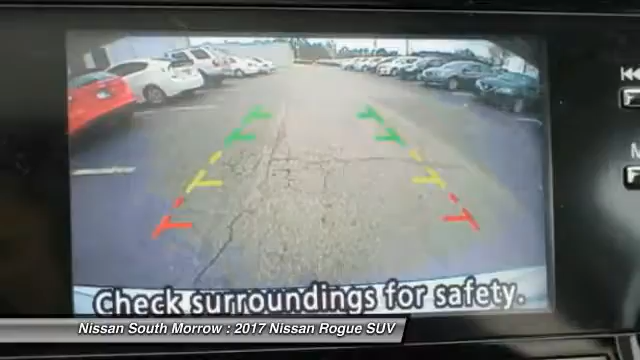 M
Check surroundings for safety.
Nissan South Morrow : 2017 Nissan Rogue SUV